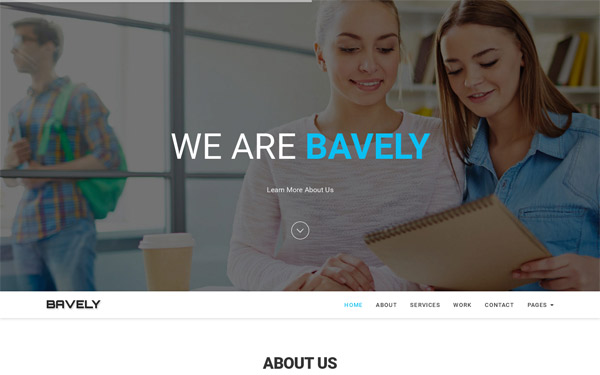 WE ARE BAVELY
Learn More About Us
BAVELY
HOME ABOUT SERVICES WORK CONTACT PAGES
ABOUT US